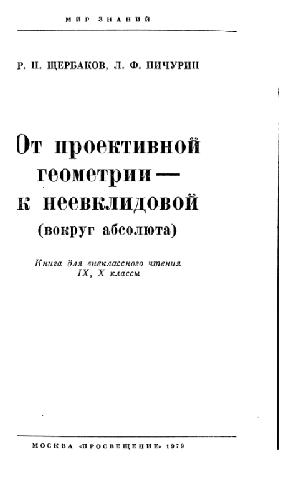 МИР ЗНАНИЙ
Р. Н. ЩЕРБАКОВ, Л. Ф. ПИЧУРИН
От проективной
геометрии —
к неевклидовой
(вокруг абсолюта)
Книга для внеклассного чтения
IX, X классы
МОСКВА «ПРОСВЕЩЕНИЕ» 1979